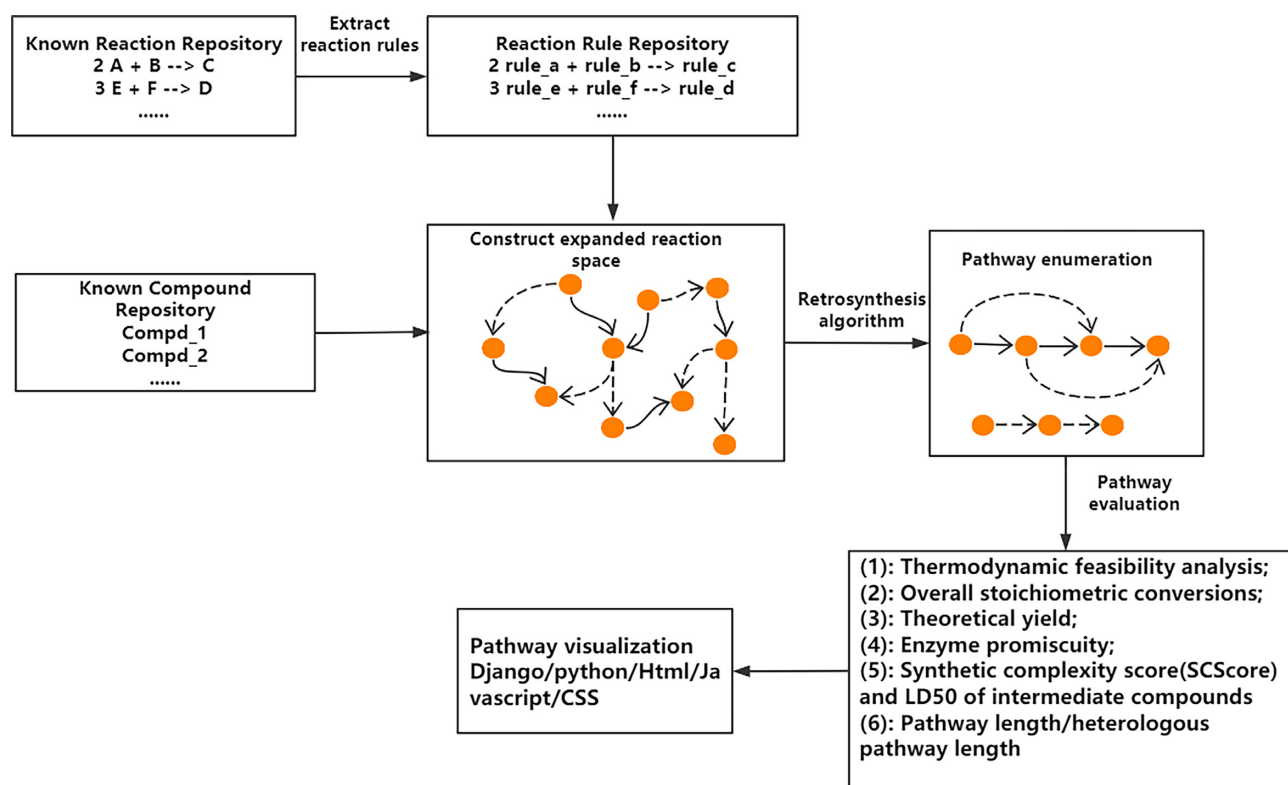 Known Reaction Repository
2 A + B --> C
3 E + F --> D
......
Extract
reaction rules
Reaction Rule Repository
2 rule_a + rule_b --> rule_c
3 rule_e + rule_f --> rule_d
......
Known Compound
Repository
Compd_1
Compd_2
......
Construct expanded reaction
space
Retrosynthesis
algorithm
Pathway enumeration
Pathway
evaluation
(1): Thermodynamic feasibility analysis;
(2): Overall stoichiometric conversions;
(3): Theoretical yield;
(4): Enzyme promiscuity;
(5): Synthetic complexity score(SCScore)
and LD50 of intermediate compounds
(6): Pathway length/heterologous
pathway length
Pathway visualization
Django/python/Html/Ja
vascript/CSS